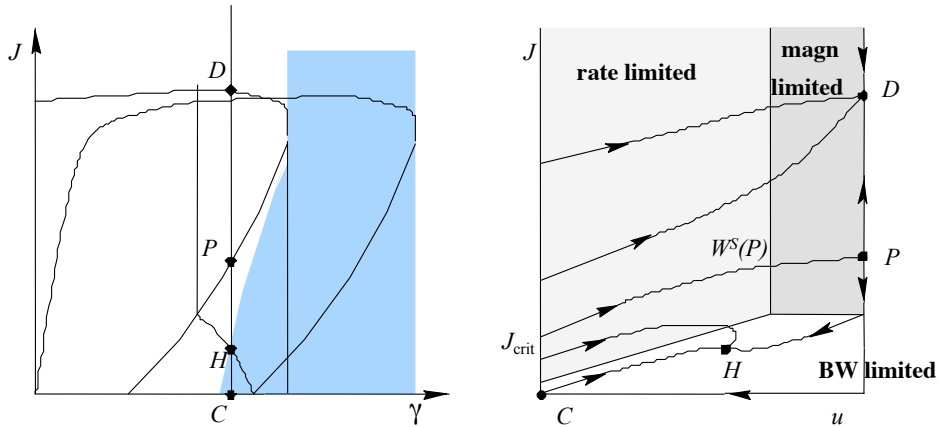 J
D
P
H
C
γ
J
rate limited
magn
limited
D
W^S(P)
P
J_crit
H
BW limited
C
u